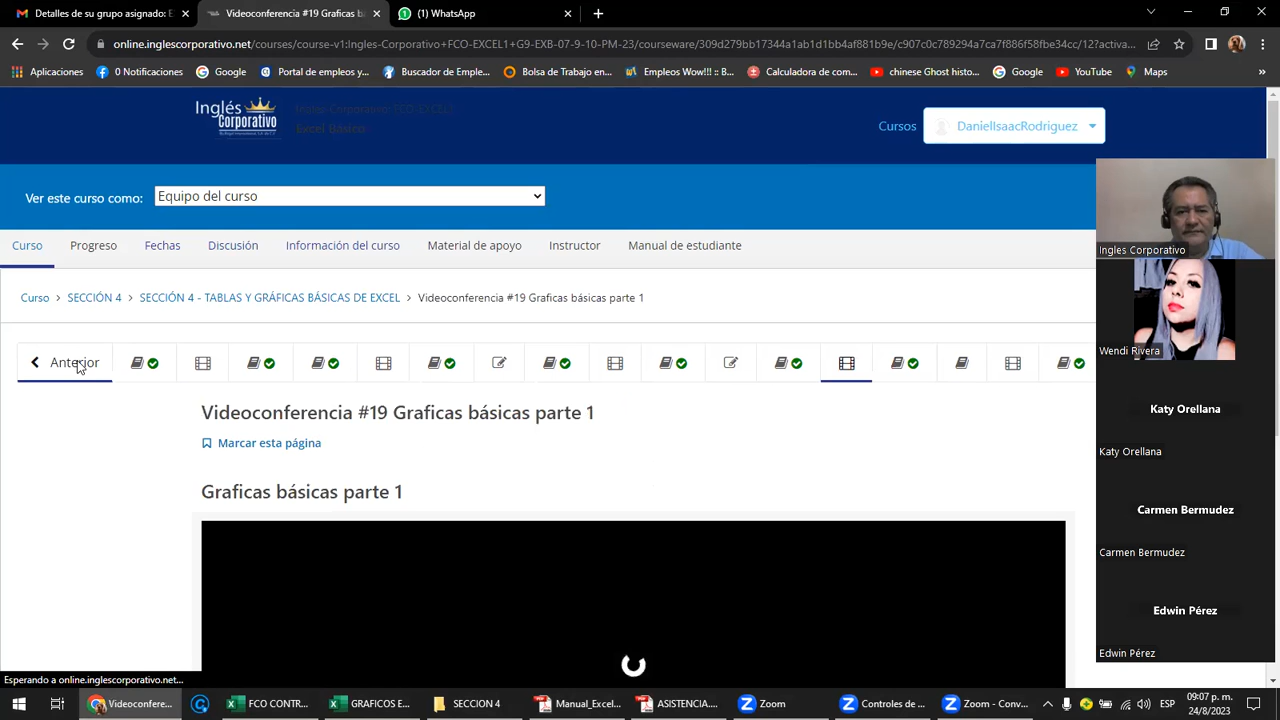 Detalles de su grupo asignado: E
Videoconferencia #19 Graficas b
(1) WhatsApp
online.inglescorporativo.net/courses/course-v1:Ingles-Corporativo+FCO-EXCEL1+G9-EXB-07-9-10-PM-23/courseware/309d279bb17344a1ab1d1bb4af881b9e/c907c0c789294a7ca7f886f58fbe34cc/12?activa...
Aplicaciones
0 Notificaciones
Google
Portal de empleos y...
Buscador de Emple...
Bolsa de Trabajo en...
Empleos Wow!!! :: B...
Calculadora de com...
chinese Ghost histo...
Google
YouTube
Maps
»
Inglés
Corporativo
Ingles-Corporativo: FCO-EXCEL1
Excel Básico
Cursos
DanielIsaacRodriguez
Ver este curso como:
Equipo del curso
Curso
Progreso
Fechas
Discusión
Información del curso
Material de apoyo
Instructor
Manual de estudiante
Curso > SECCIÓN 4 > SECCIÓN 4 - TABLAS Y GRÁFICAS BÁSICAS DE EXCEL > Videoconferencia #19 Graficas básicas parte 1
Anterior
Videoconferencia #19 Graficas básicas parte 1
Marcar esta página
Graficas básicas parte 1
Ingles Corporativo
Wendi Rivera
Katy Orellana
Katy Orellana
Carmen Bermudez
Carmen Bermudez
Edwin Pérez
Edwin Pérez
Esperando a online.inglescorporativo.net...
Videoconfere...
FCO CONTR...
GRAFICOS E...
SECCION 4
Manual_Excel...
ASISTENCIA....
Zoom
Controles de ...
Zoom - Conv...
ESP
09:07 p. m.
24/8/2023